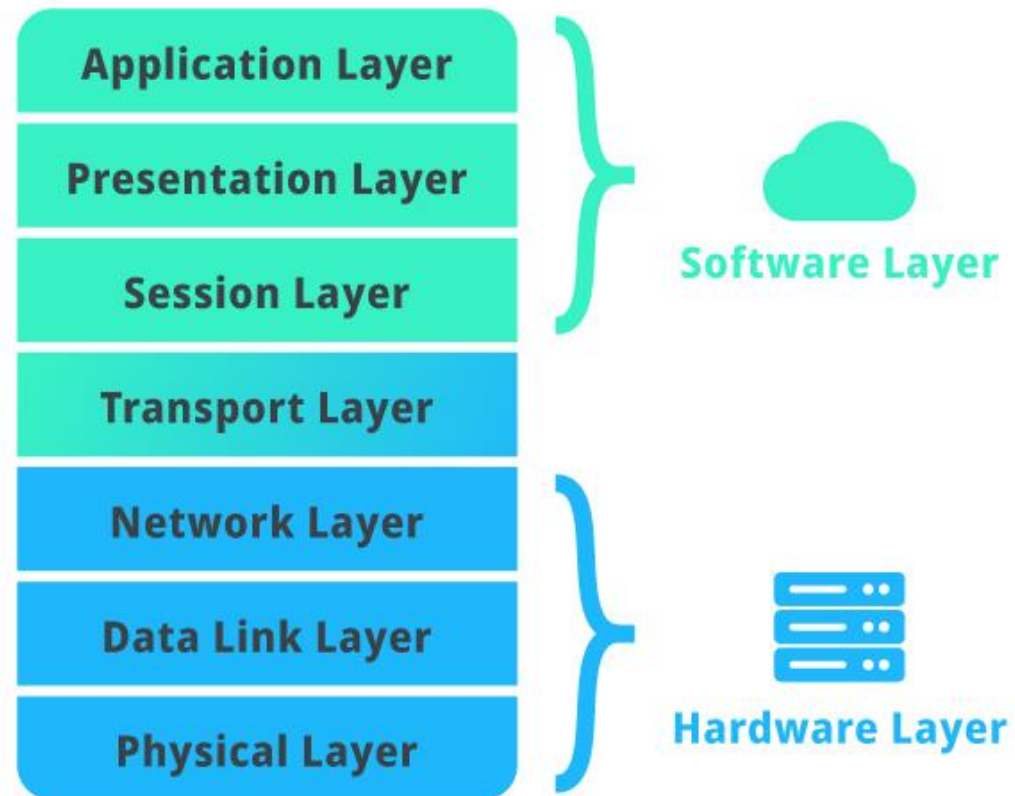 Application Layer
Presentation Layer
Session Layer
Software Layer
Transport Layer
Network Layer
Data Link Layer
Physical Layer
Hardware Layer